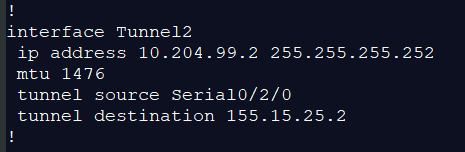 !
interface Tunnel2
 ip address 10.204.99.2 255.255.255.252
 mtu 1476
 tunnel source Serial0/2/0
 tunnel destination 155.15.25.2
!